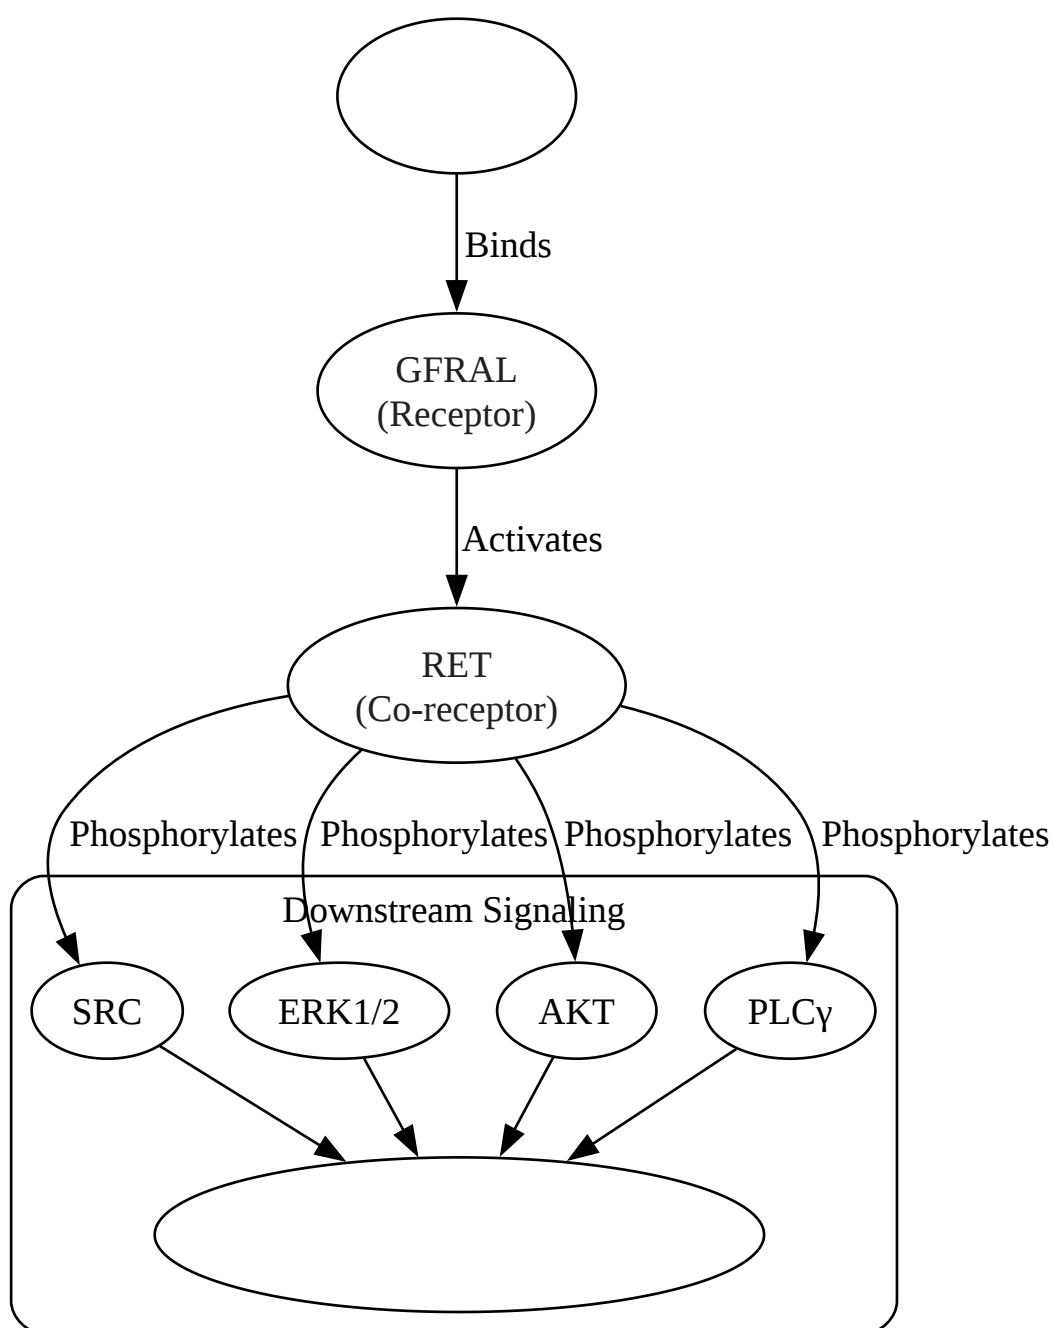 Binds
GFRAL
(Receptor)
Activates
RET
(Co-receptor)
Phosphorylates Phosphorylates Phosphorylates Phosphorylates
Downstream Signaling
SRC ERK1/2 AKT PLCγ